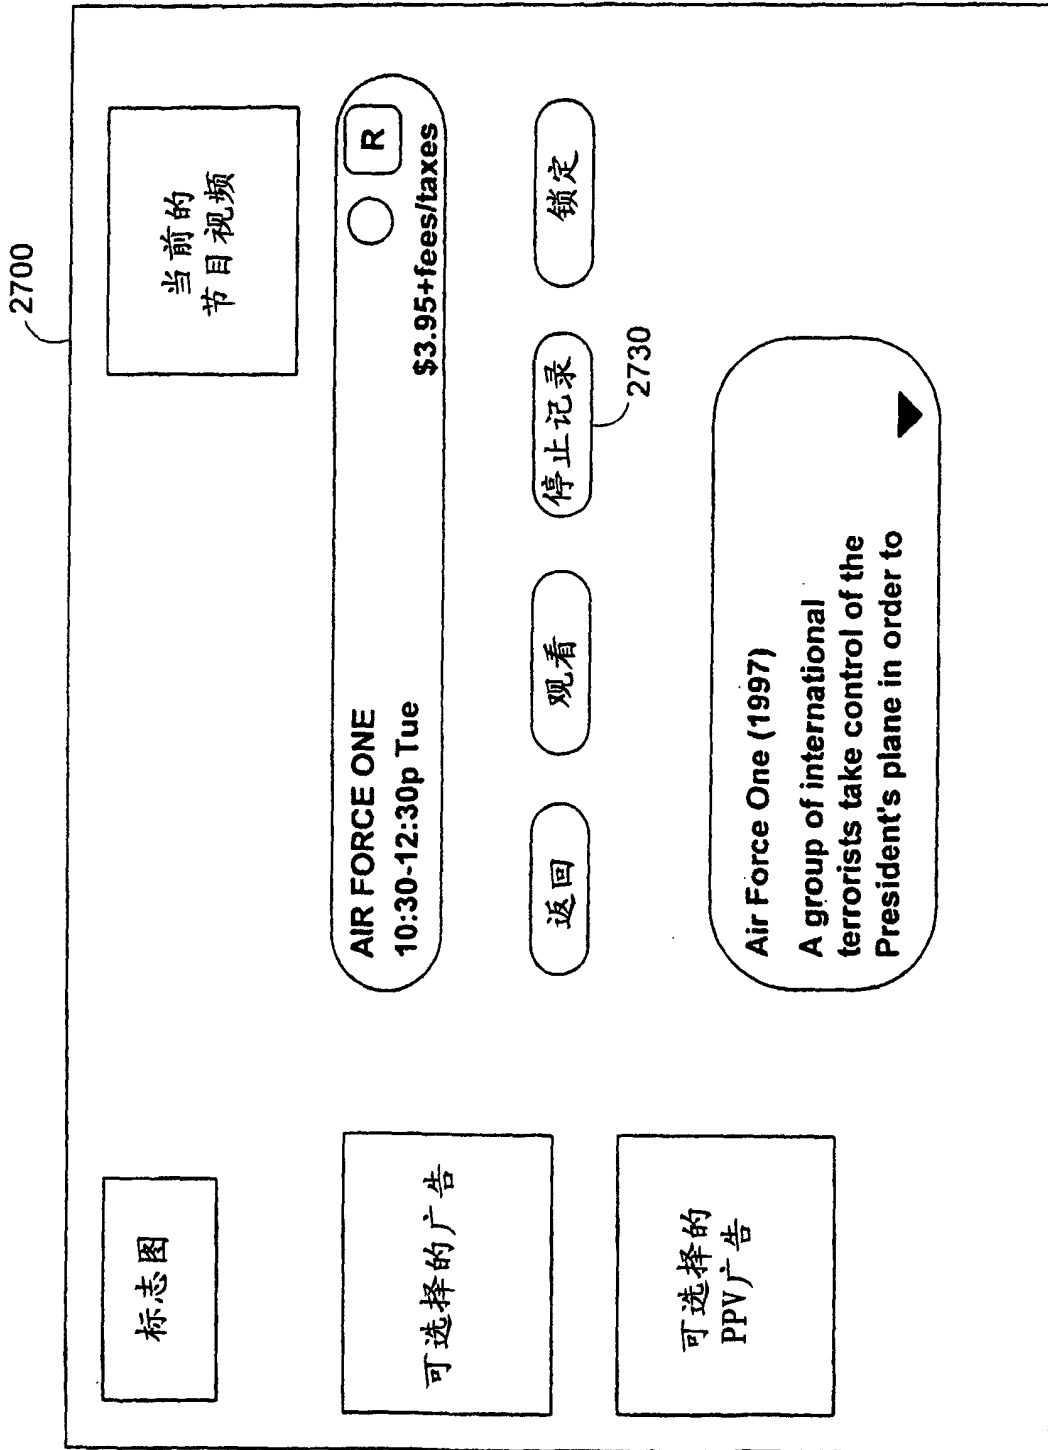 2700
标志图
当前的
节目视频
可选择的广告
可选择的
PPV广告
AIR FORCE ONE
R
10:30-12:30p Tue
$3.95+fees/taxes
返回
观看
停止记录
锁定
2730
Air Force One (1997)
A group of international
terrorists take control of the
President's plane in order to